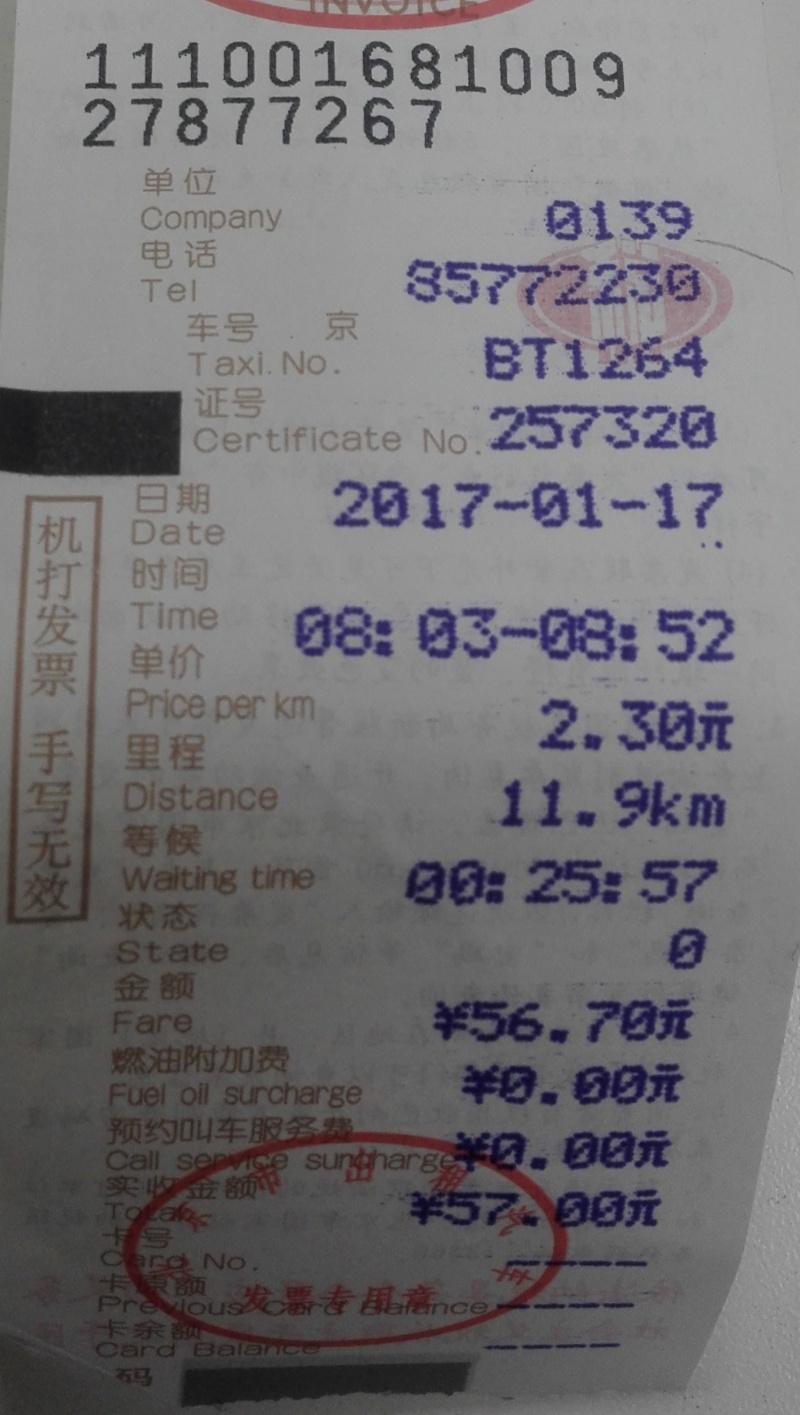 INVOICE
111001681009
27877267
单位
Company 0139
电话
Tel 85772230
车号 京
Taxi. No. BT1264
证号
Certificate No. 257320
日期
Date 2017-01-17
时间
Time 08:03-08:52
单价
Price per km 2.30元
里程
Distance 11.9km
等候
Waiting time 00:25:57
状态
State 0
金额
Fare ¥56.70元
燃油附加费
Fuel oil surcharge ¥0.00元
预约叫车服务费
Call service surcharge ¥0.00元
实收金额
Total ¥57.00元
卡号
Card No. ----
卡原额
Previous Card Balance ----
卡余额
Card Balance ----
码
机打发票 手写无效
发票专用章